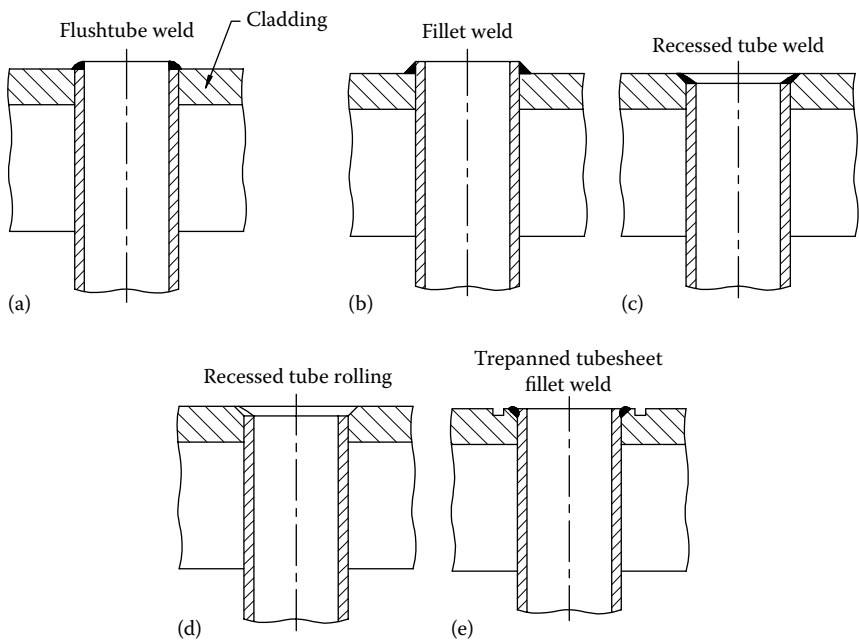 Flushtube weld
Cladding
Fillet weld
Recessed tube weld
(a)
(b)
(c)
Recessed tube rolling
Trepanned tubesheet
fillet weld
(d)
(e)